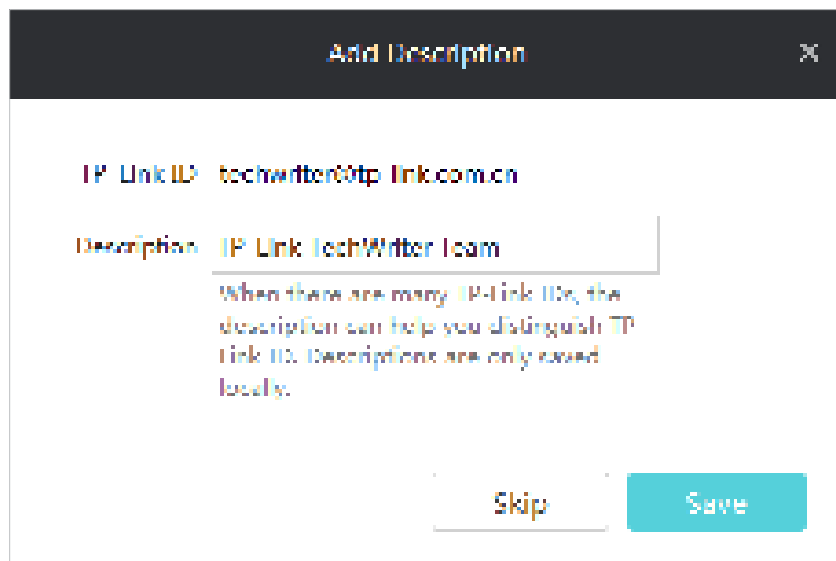 Add Description
TP-Link ID techwriter@tp-link.com.cn
Description TP-Link TechWriter Team
When there are many TP-Link IDs, the
description can help you distinguish TP-
Link ID. Descriptions are only saved
locally.
Skip Save